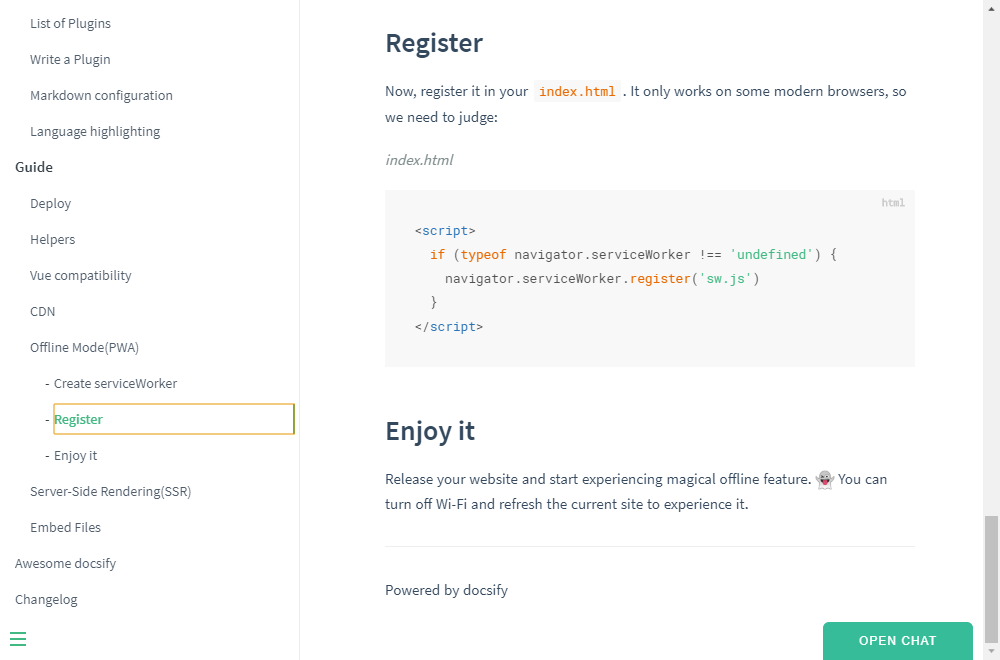 List of Plugins
Write a Plugin
Markdown configuration
Language highlighting
Guide
Deploy
Helpers
Vue compatibility
CDN
Offline Mode(PWA)
- Create serviceWorker
- Register
- Enjoy it
Server-Side Rendering(SSR)
Embed Files
Awesome docsify
Changelog
Register
Now, register it in your index.html . It only works on some modern browsers, so
we need to judge:
index.html
html
<script>
  if (typeof navigator.serviceWorker !== 'undefined') {
    navigator.serviceWorker.register('sw.js')
  }
</script>
Enjoy it
Release your website and start experiencing magical offline feature. 👻 You can
turn off Wi-Fi and refresh the current site to experience it.
Powered by docsify
OPEN CHAT